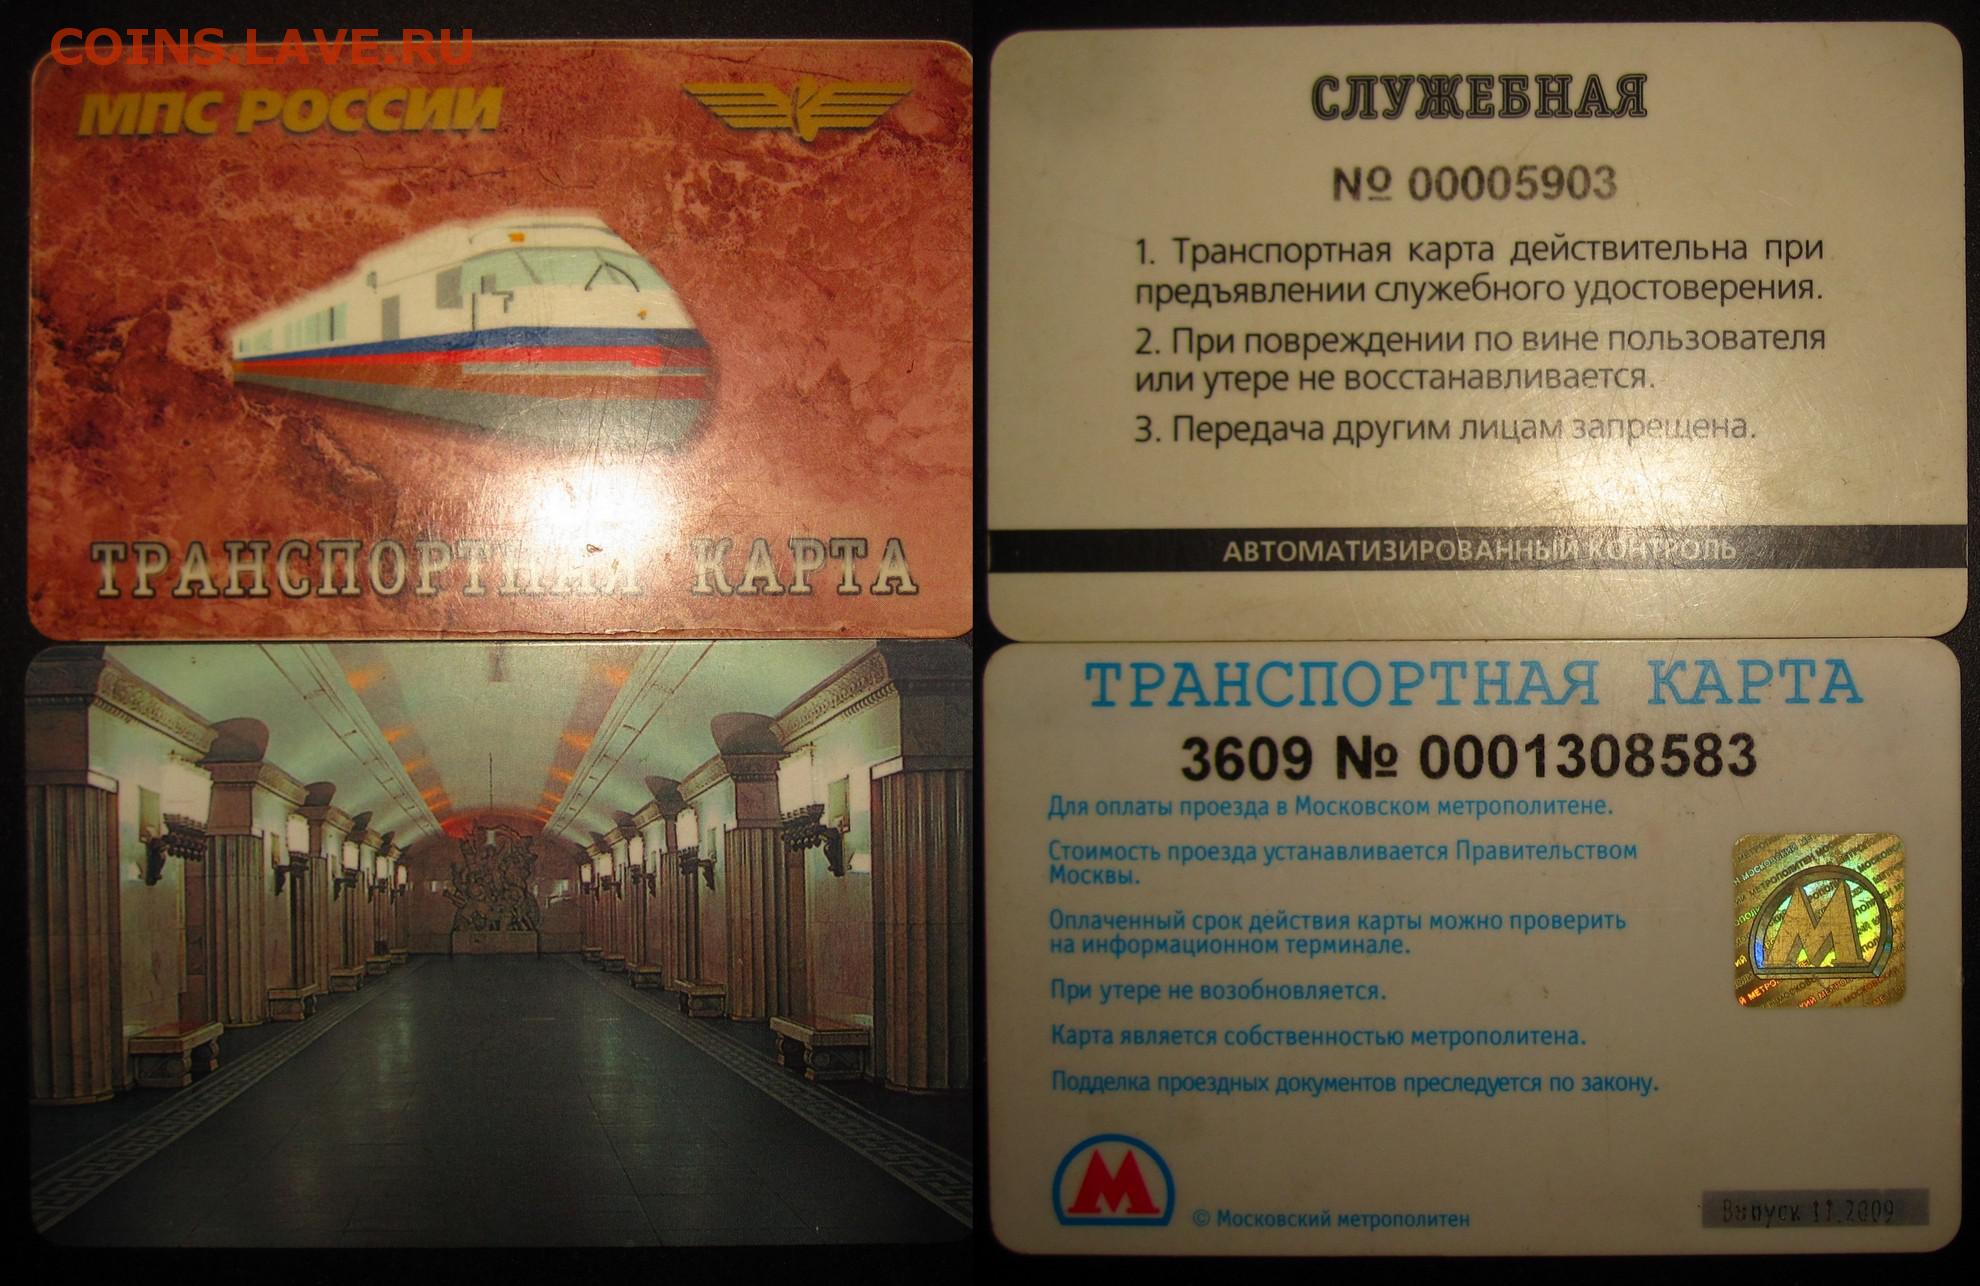 COINS.LAVE.RU
МПС РОССИИ
ТРАНСПОРТНАЯ КАРТА
СЛУЖЕБНАЯ
№ 00005903
1. Транспортная карта действительна при
предъявлении служебного удостоверения.
2. При повреждении по вине пользователя
или утере не восстанавливается.
3. Передача другим лицам запрещена.
АВТОМАТИЗИРОВАННЫЙ КОНТРОЛЬ
ТРАНСПОРТНАЯ КАРТА
3609 № 0001308583
Для оплаты проезда в Московском метрополитене.
Стоимость проезда устанавливается Правительством
Москвы.
Оплаченный срок действия карты можно проверить
на информационном терминале.
При утере не возобновляется.
Карта является собственностью метрополитена.
Подделка проездных документов преследуется по закону.
М
М
© Московский метрополитен
Выпуск 11.2009